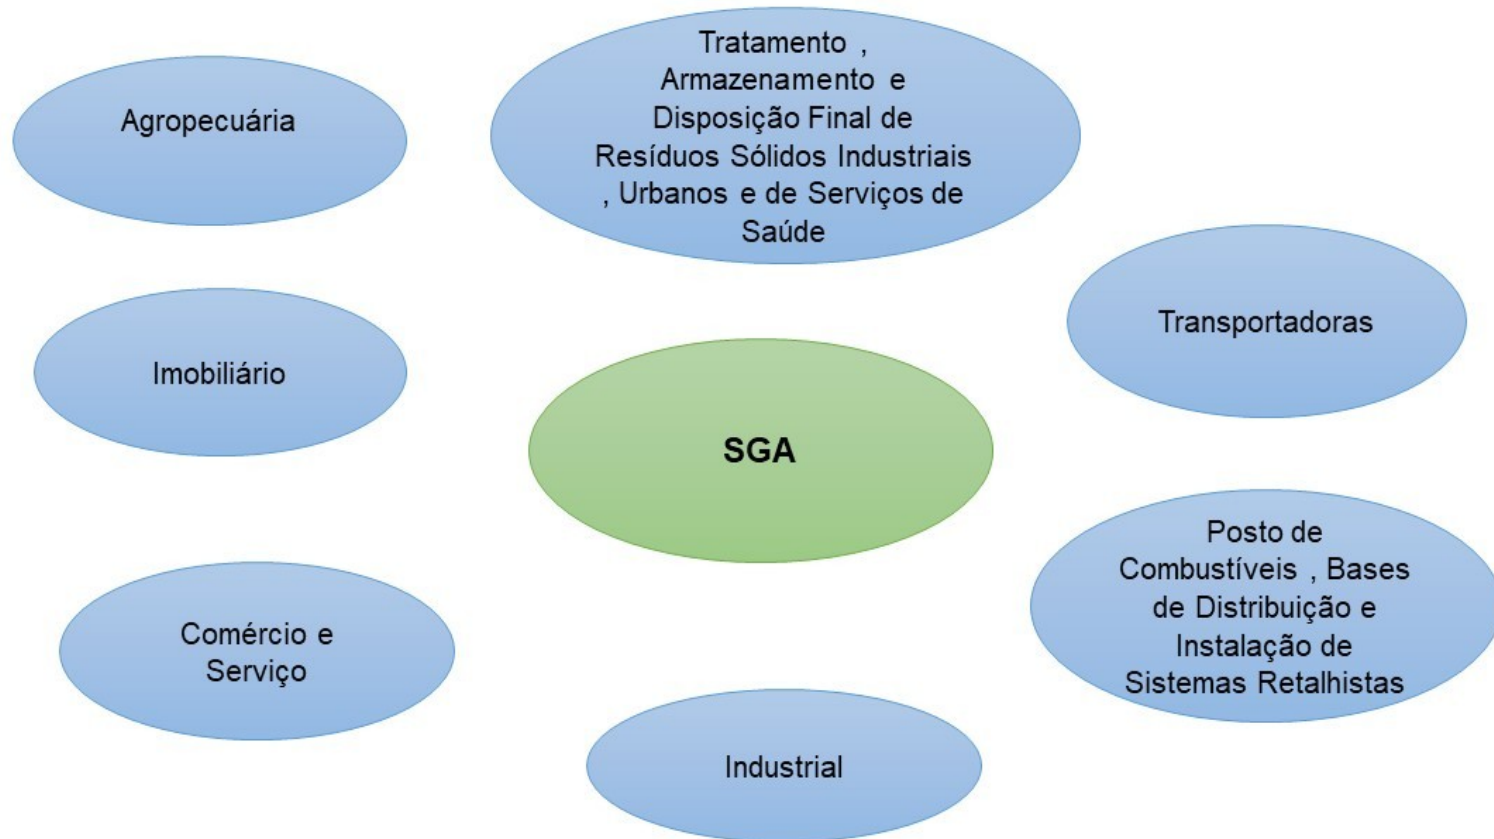 Agropecuária
Tratamento ,
Armazenamento e
Disposição Final de
Resíduos Sólidos Industriais
, Urbanos e de Serviços de
Saúde
Transportadoras
Imobiliário
SGA
Posto de
Combustíveis , Bases
de Distribuição e
Instalação de
Sistemas Retalhistas
Comércio e
Serviço
Industrial